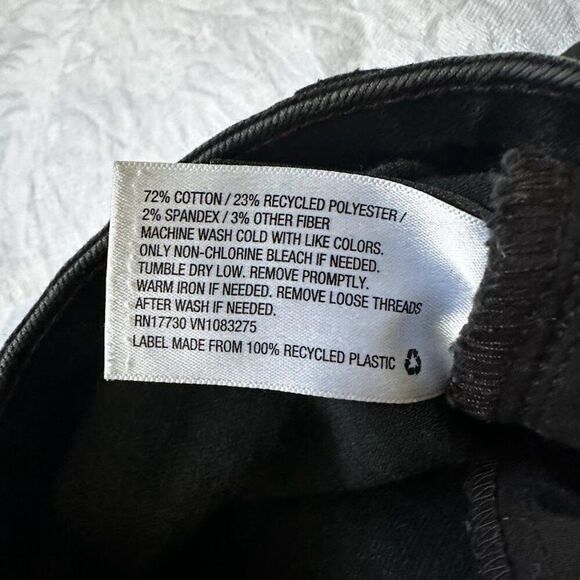 72% COTTON / 23% RECYCLED POLYESTER /
2% SPANDEX / 3% OTHER FIBER
MACHINE WASH COLD WITH LIKE COLORS.
ONLY NON-CHLORINE BLEACH IF NEEDED.
TUMBLE DRY LOW. REMOVE PROMPTLY.
WARM IRON IF NEEDED. REMOVE LOOSE THREADS
AFTER WASH IF NEEDED.
RN17730 VN1083275
LABEL MADE FROM 100% RECYCLED PLASTIC